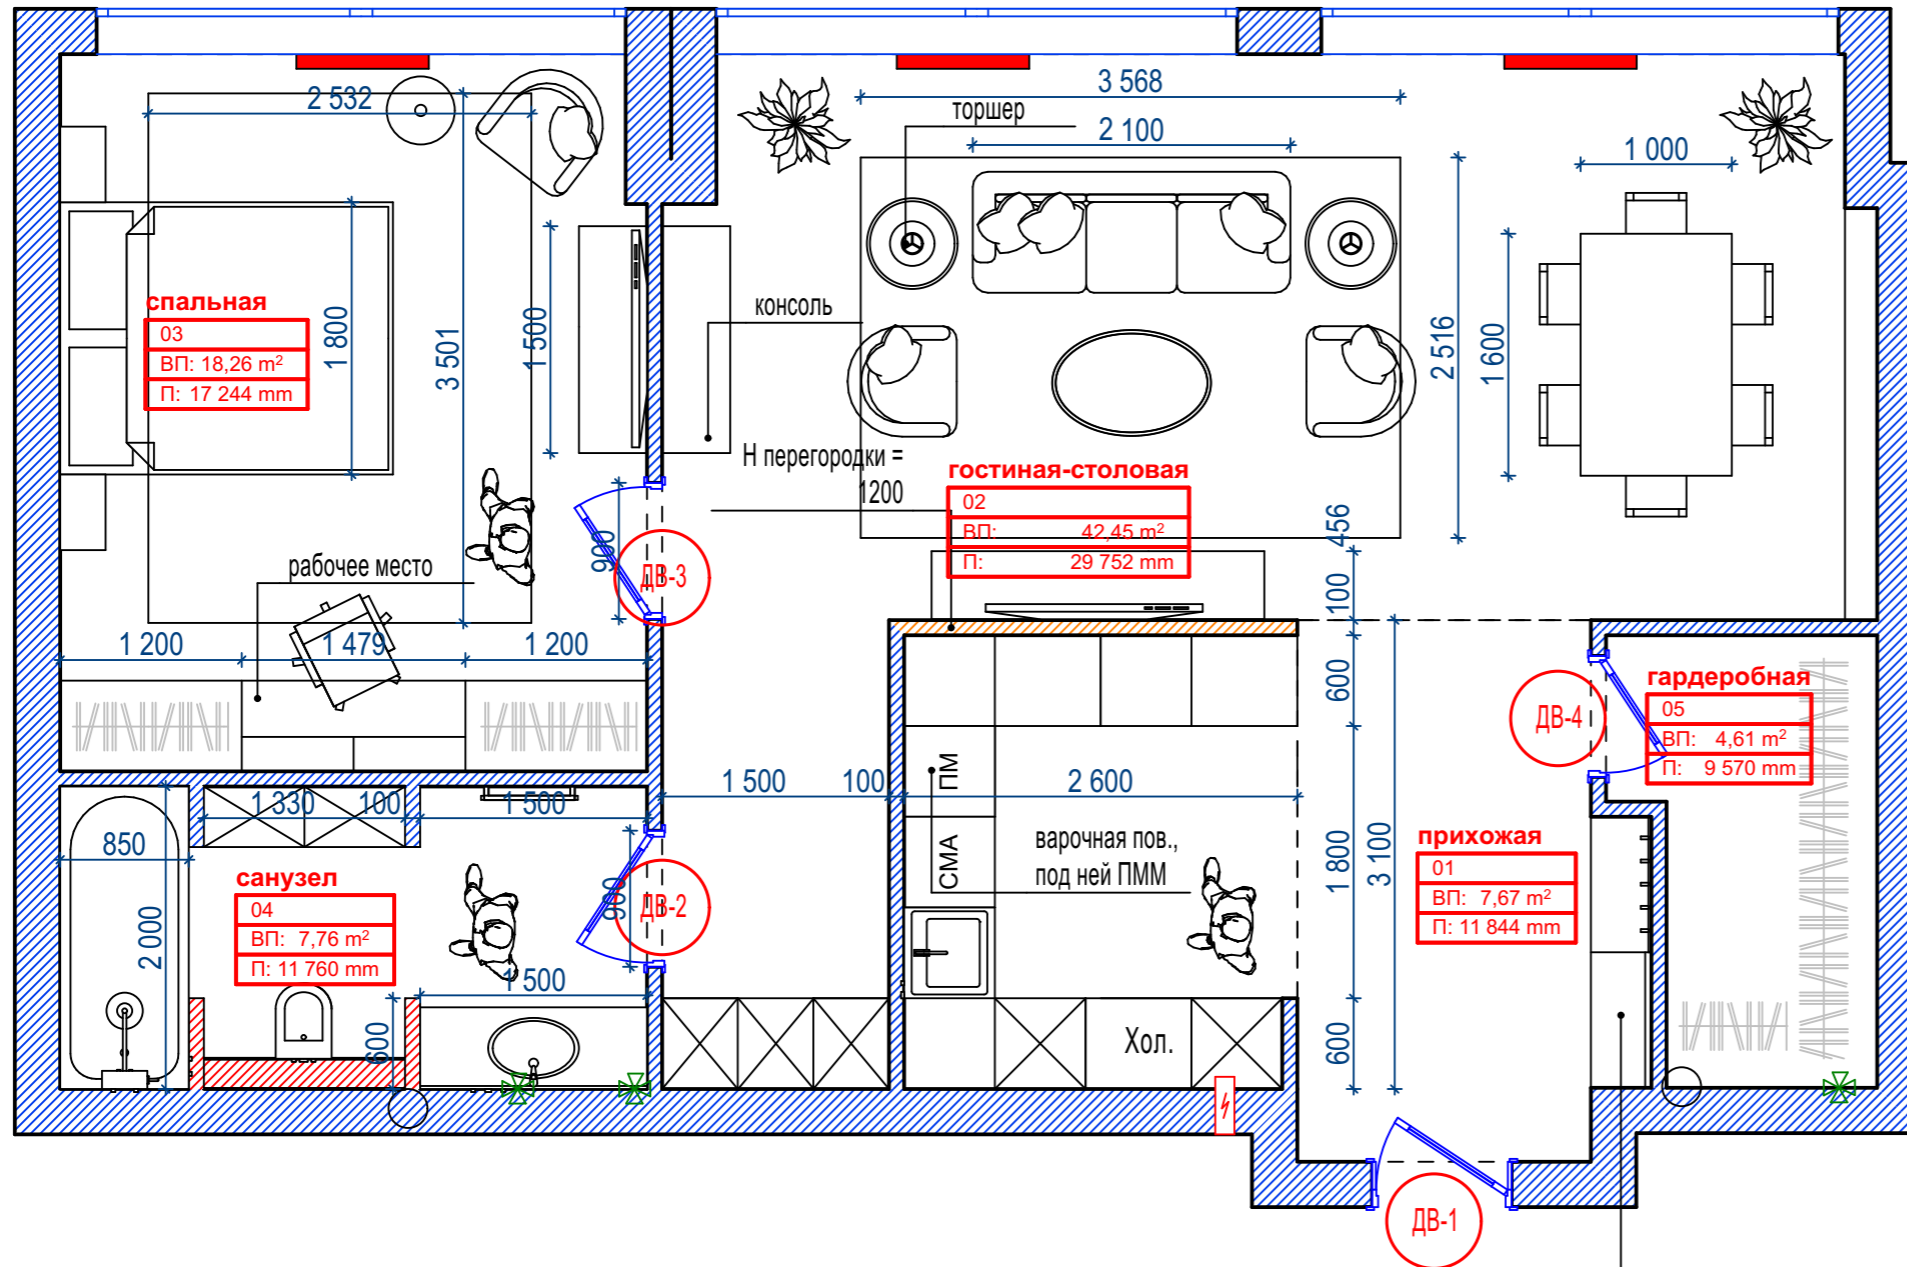 2 532
3 568
торшер
2 100
1 000
спальная
03
ВП: 18,26 m²
П: 17 244 mm
1 800
3 501
1 500
консоль
2 516
1 600
Н перегородки =
1200
гостиная-столовая
02
ВП: 42,45 m²
П: 29 752 mm
456
100
рабочее место
900
ДВ-3
1 200
1 479
1 200
600
ДВ-4
гардеробная
05
ВП: 4,61 m²
П: 9 570 mm
1 500
100
ПМ
2 600
1 330
100
1 500
850
СМА
варочная пов.,
под ней ПММ
1 800
3 100
прихожая
01
ВП: 7,67 m²
П: 11 844 mm
санузел
04
ВП: 7,76 m²
П: 11 760 mm
2 000
900
ДВ-2
1 500
600
Хол.
600
ДВ-1